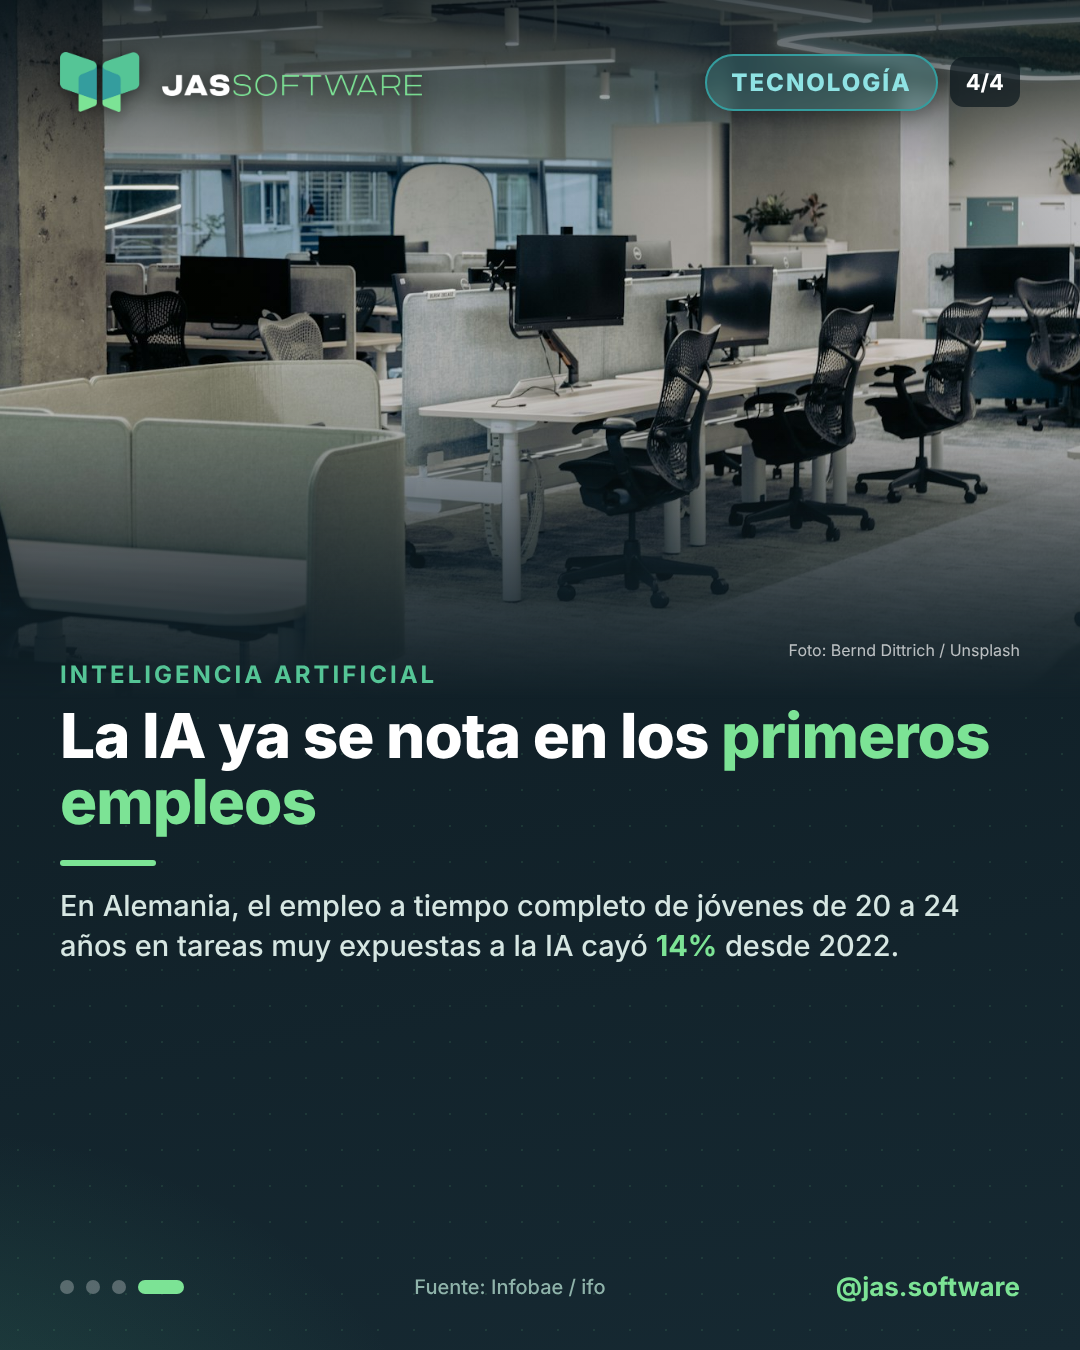 JASSOFTWARE
TECNOLOGÍA
4/4
Foto: Bernd Dittrich / Unsplash
INTELIGENCIA ARTIFICIAL
La IA ya se nota en los primeros
empleos
En Alemania, el empleo a tiempo completo de jóvenes de 20 a 24
años en tareas muy expuestas a la IA cayó 14% desde 2022.
Fuente: Infobae / ifo
@jas.software